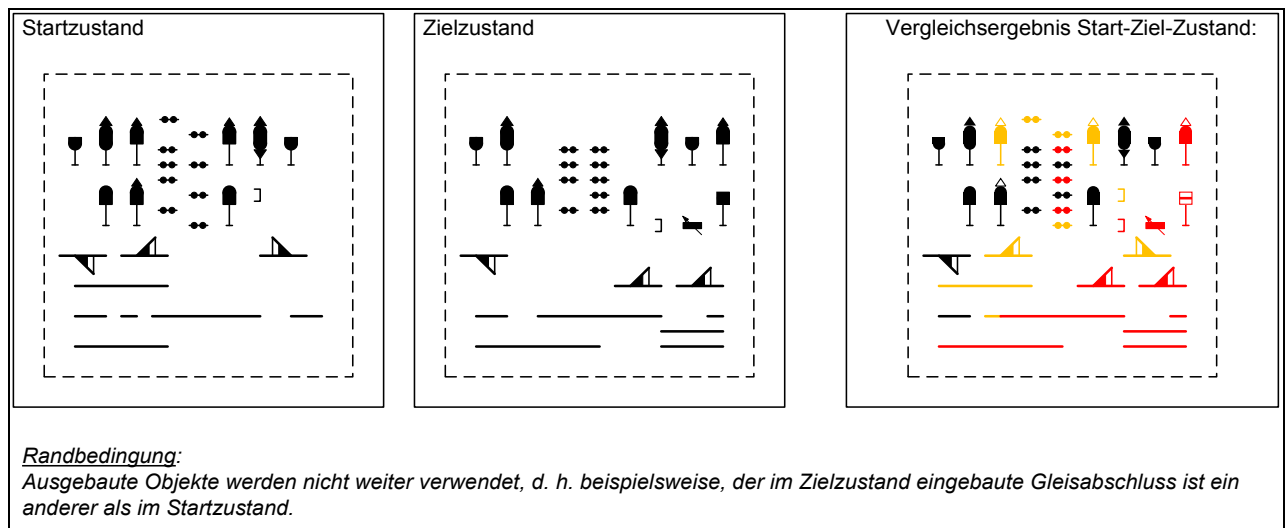 Startzustand
Zielzustand
Vergleichsergebnis Start-Ziel-Zustand:
Randbedingung:
Ausgebaute Objekte werden nicht weiter verwendet, d. h. beispielsweise, der im Zielzustand eingebaute Gleisabschluss ist ein
anderer als im Startzustand.